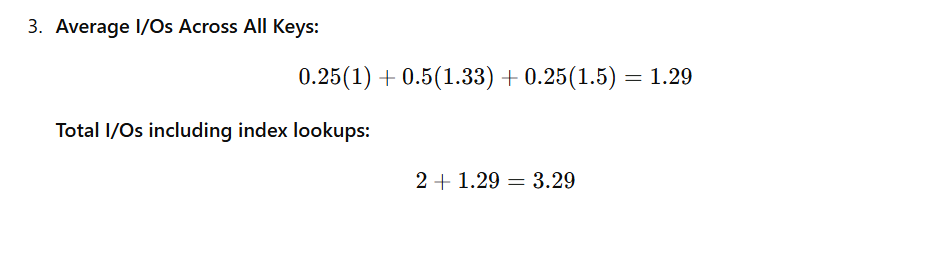 3. Average I/Os Across All Keys:
0.25(1) + 0.5(1.33) + 0.25(1.5) = 1.29
Total I/Os including index lookups:
2 + 1.29 = 3.29